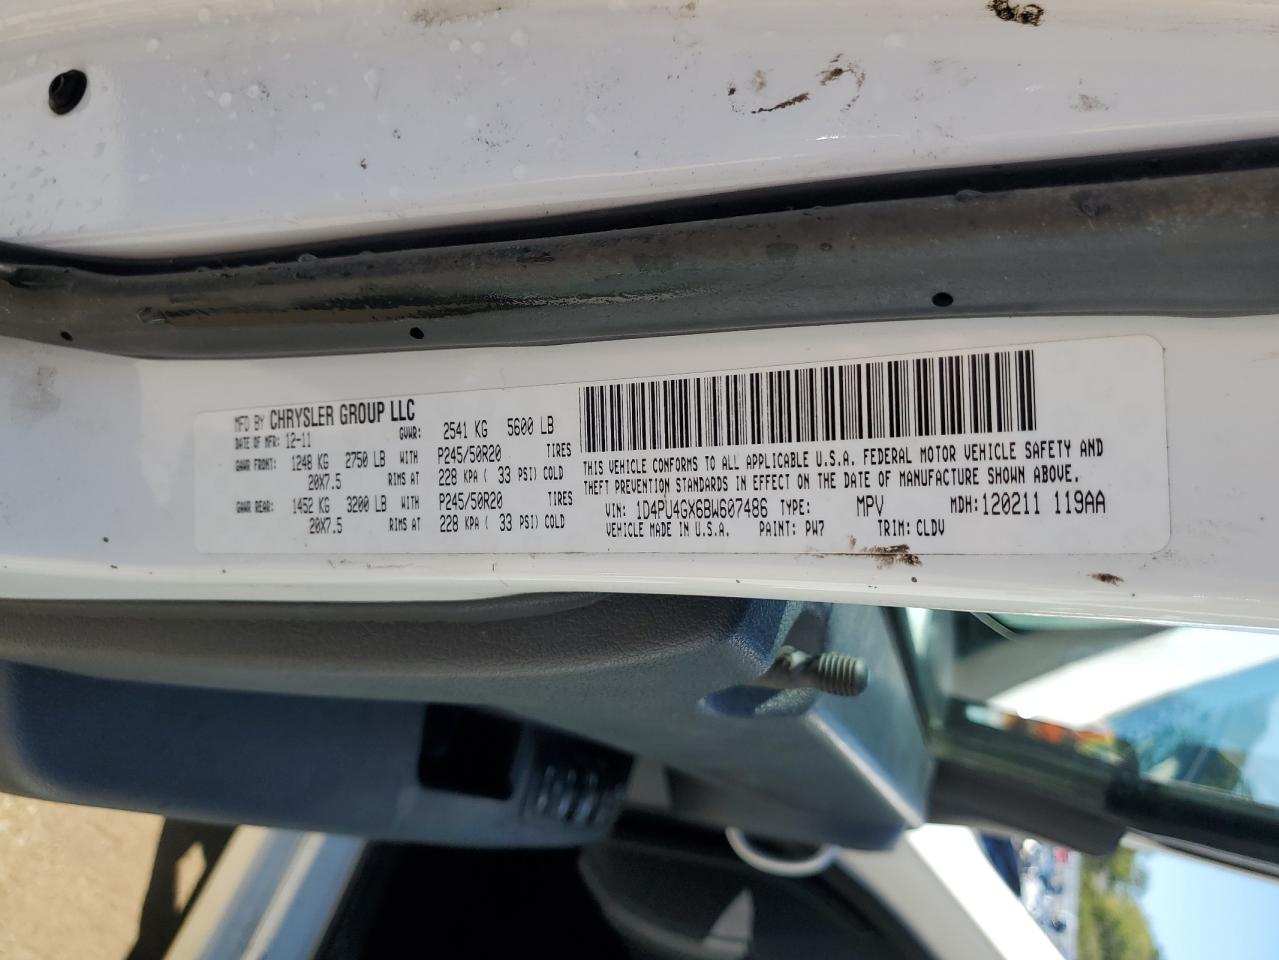 MFD BY CHRYSLER GROUP LLC
DATE OF MFR: 12-11 GVWR: 2541 KG 5600 LB
GAWR FRONT: 1248 KG 2750 LB WITH P245/50R20 TIRES
20X7.5 RIMS AT 228 KPA ( 33 PSI) COLD
GAWR REAR: 1452 KG 3200 LB WITH P245/50R20 TIRES
20X7.5 RIMS AT 228 KPA ( 33 PSI) COLD
THIS VEHICLE CONFORMS TO ALL APPLICABLE U.S.A. FEDERAL MOTOR VEHICLE SAFETY AND
THEFT PREVENTION STANDARDS IN EFFECT ON THE DATE OF MANUFACTURE SHOWN ABOVE.
VIN: 1D4PU4GX6BW607486 TYPE: MPV MDH: 120211 119AA
VEHICLE MADE IN U.S.A. PAINT: PW7 TRIM: CLDV